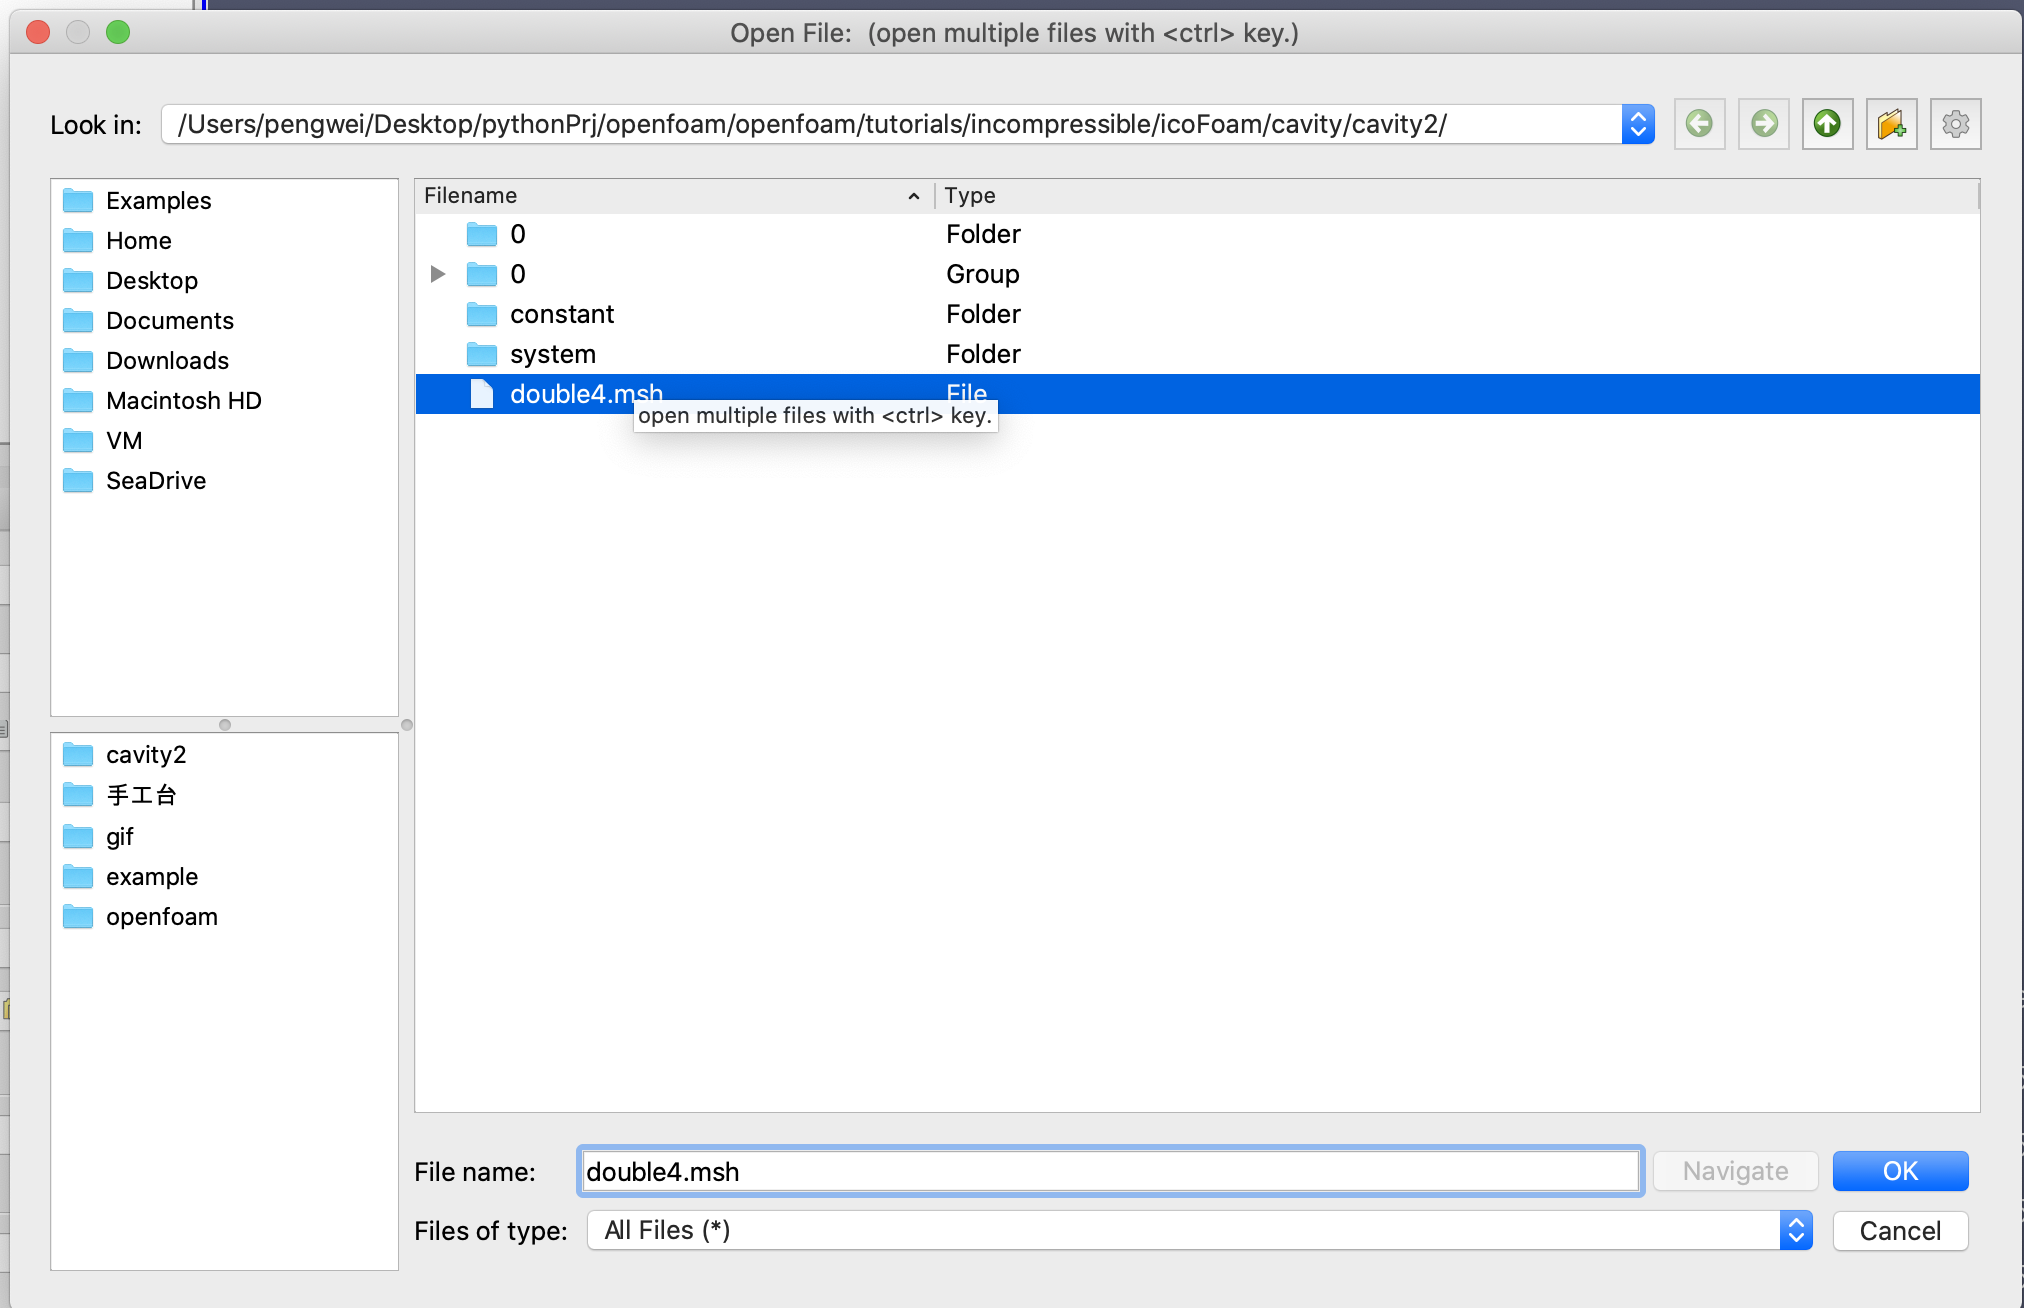 Open File:  (open multiple files with <ctrl> key.)
Look in: /Users/pengwei/Desktop/pythonPrj/openfoam/openfoam/tutorials/incompressible/icoFoam/cavity/cavity2/
Examples
Home
Desktop
Documents
Downloads
Macintosh HD
VM
SeaDrive
cavity2
手工台
gif
example
openfoam
Filename Type
0 Folder
0 Group
constant Folder
system Folder
double4.msh File
open multiple files with <ctrl> key.
File name: double4.msh Navigate OK
Files of type: All Files (*) Cancel